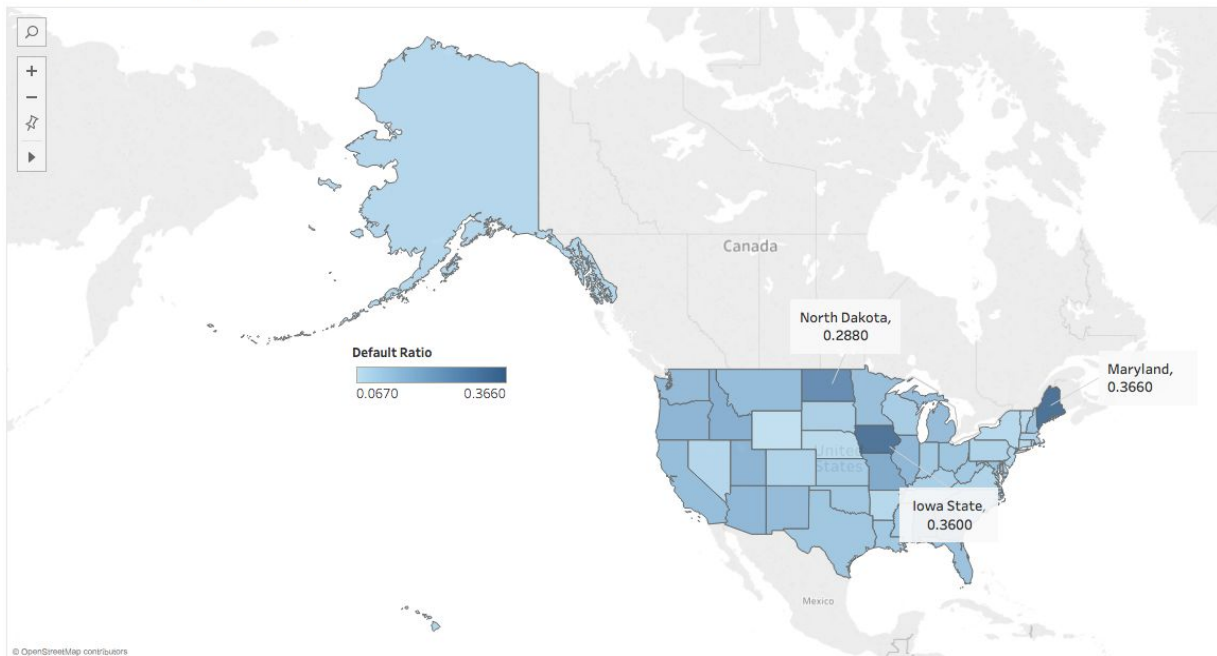 Canada
North Dakota,
0.2880
Maryland,
0.3660
Default Ratio
0.0670 0.3660
United
States
Iowa State,
0.3600
Mexico
© OpenStreetMap contributors